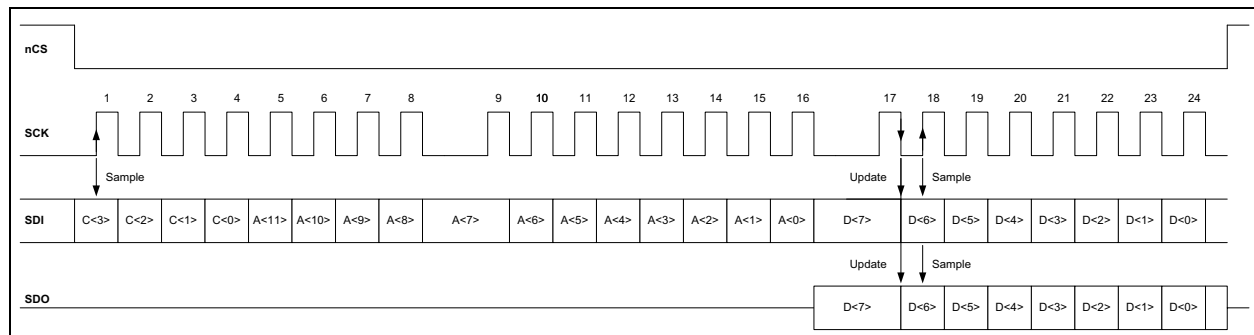 nCS
1 2 3 4 5 6 7 8 9 10 11 12 13 14 15 16 17 18 19 20 21 22 23 24
SCK
Sample Update Sample
SDI C<3> C<2> C<1> C<0> A<11> A<10> A<9> A<8> A<7> A<6> A<5> A<4> A<3> A<2> A<1> A<0> D<7> D<6> D<5> D<4> D<3> D<2> D<1> D<0>
Update Sample
SDO D<7> D<6> D<5> D<4> D<3> D<2> D<1> D<0>